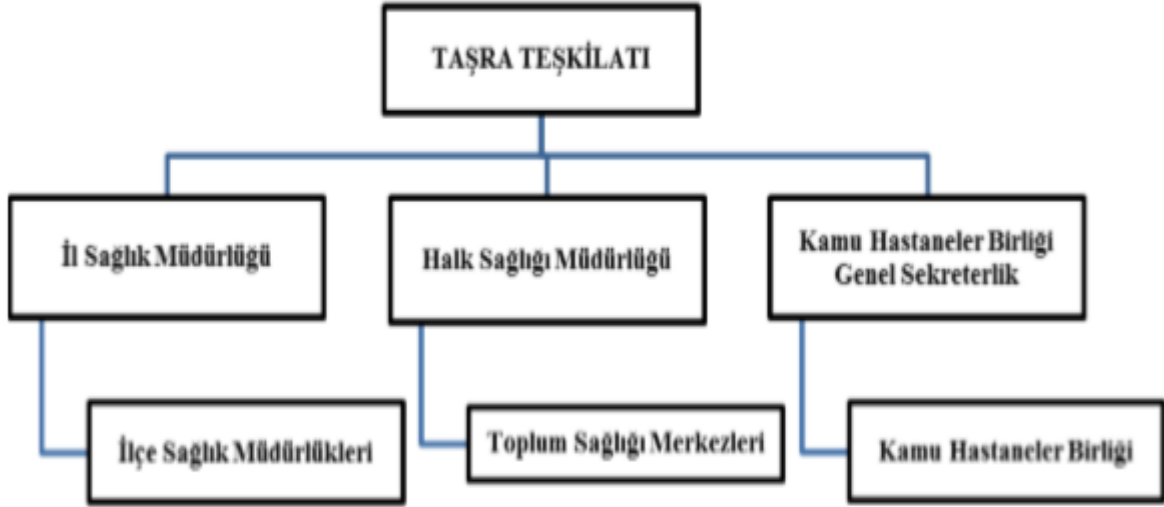 TAŞRA TEŞKİLATI
İl Sağlık Müdürlüğü
Halk Sağlığı Müdürlüğü
Kamu Hastaneler Birliği
Genel Sekreterlik
İlçe Sağlık Müdürlükleri
Toplum Sağlığı Merkezleri
Kamu Hastaneler Birliği